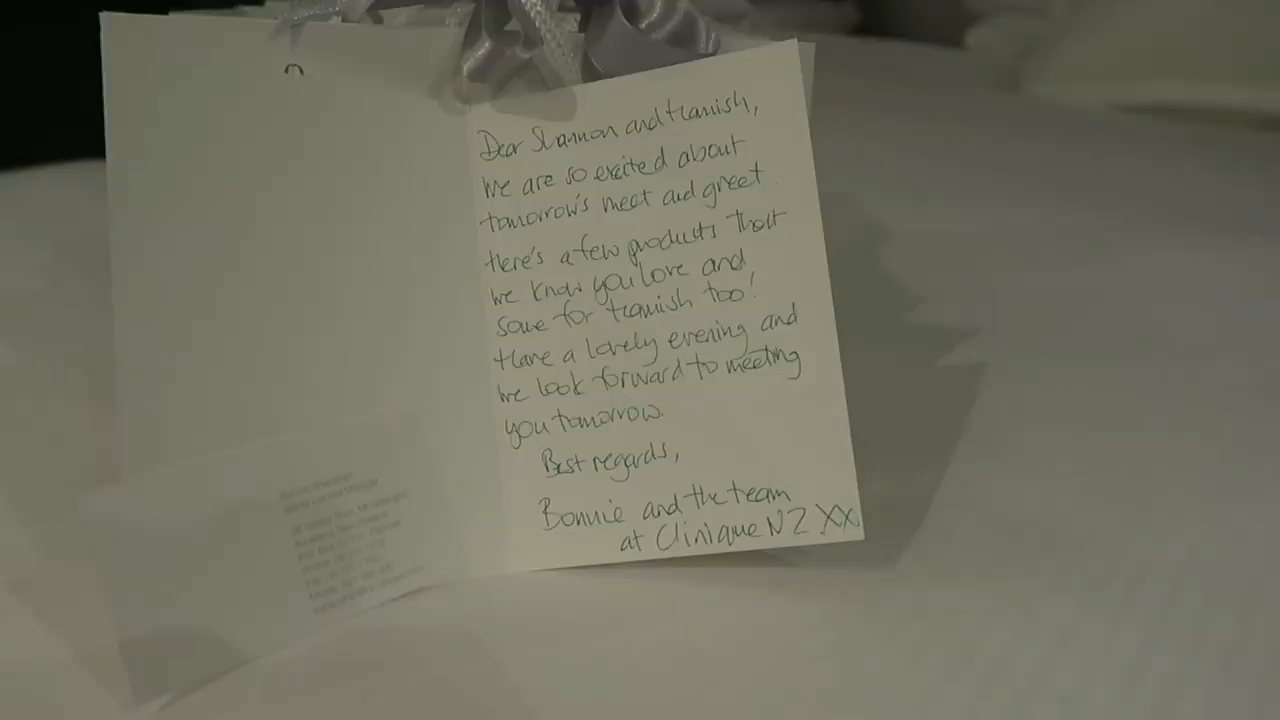 Dear Shannon and Hamish,
We are so excited about
tomorrow's meet and greet.
Here's a few products that
we know you love and
some for Hamish too!
Have a lovely evening and
we look forward to meeting
you tomorrow.
Best regards,
Bonnie and the team
at Clinique NZ XX